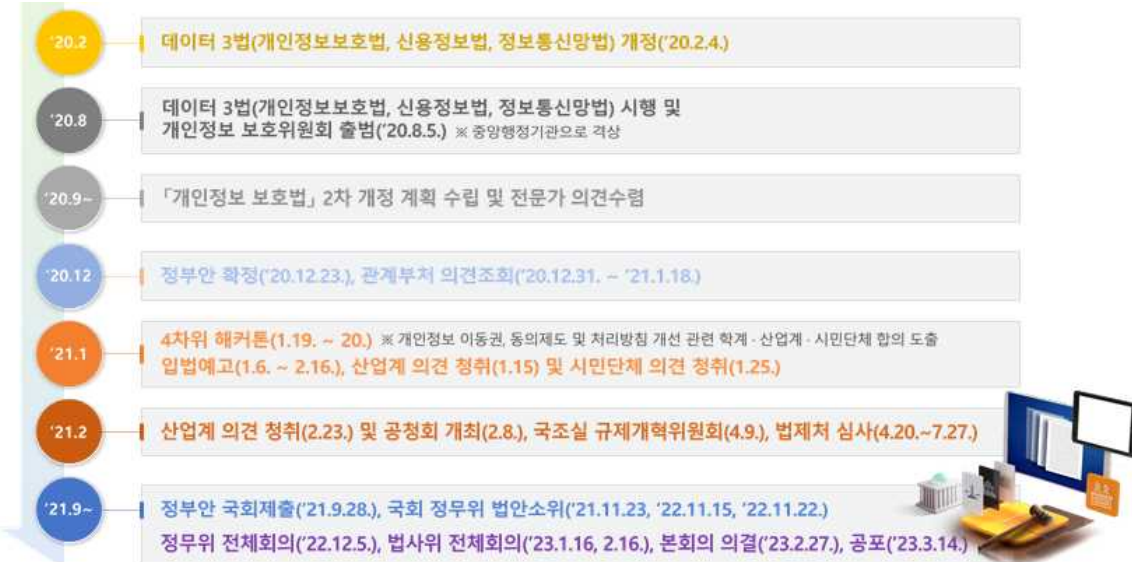 '20.2
데이터 3법(개인정보보호법, 신용정보법, 정보통신망법) 개정('20.2.4.)
'20.8
데이터 3법(개인정보보호법, 신용정보법, 정보통신망법) 시행 및
개인정보 보호위원회 출범('20.8.5.) ※ 중앙행정기관으로 격상
'20.9~
「개인정보 보호법」 2차 개정 계획 수립 및 전문가 의견수렴
'20.12
정부안 확정('20.12.23.), 관계부처 의견조회('20.12.31. ~ '21.1.18.)
'21.1
4차위 해커톤(1.19. ~ 20.) ※ 개인정보 이동권, 동의제도 및 처리방침 개선 관련 학계·산업계·시민단체 합의 도출
입법예고(1.6. ~ 2.16.), 산업계 의견 청취(1.15) 및 시민단체 의견 청취(1.25.)
'21.2
산업계 의견 청취(2.23.) 및 공청회 개최(2.8.), 국조실 규제개혁위원회(4.9.), 법제처 심사(4.20.~7.27.)
'21.9~
정부안 국회제출('21.9.28.), 국회 정무위 법안소위('21.11.23, '22.11.15, '22.11.22.)
정무위 전체회의('22.12.5.), 법사위 전체회의('23.1.16, 2.16.), 본회의 의결('23.2.27.), 공포('23.3.14.)